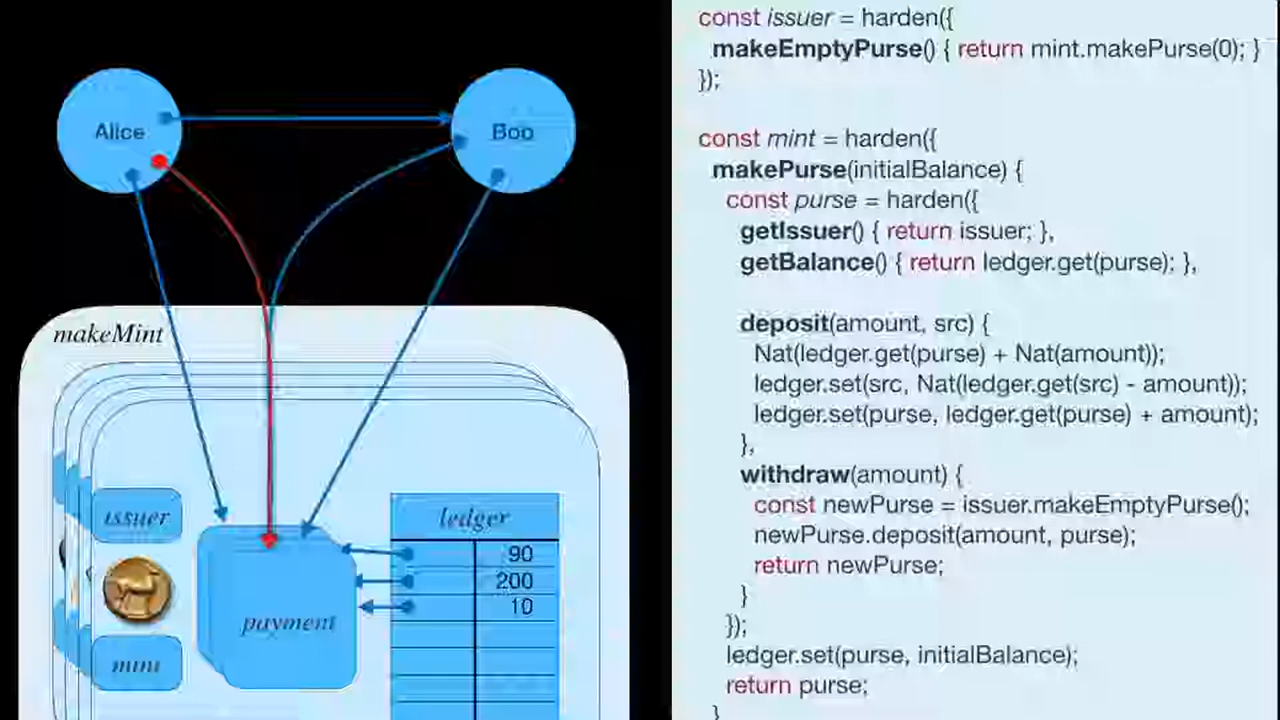 Alice
Boo
makeMint
issuer
mint
payment
ledger
90
200
10
const issuer = harden({
makeEmptyPurse() { return mint.makePurse(0); }
});
const mint = harden({
makePurse(initialBalance) {
const purse = harden({
getIssuer() { return issuer; },
getBalance() { return ledger.get(purse); },
deposit(amount, src) {
Nat(ledger.get(purse) + Nat(amount));
ledger.set(src, Nat(ledger.get(src) - amount));
ledger.set(purse, ledger.get(purse) + amount);
},
withdraw(amount) {
const newPurse = issuer.makeEmptyPurse();
newPurse.deposit(amount, purse);
return newPurse;
}
});
ledger.set(purse, initialBalance);
return purse;
}